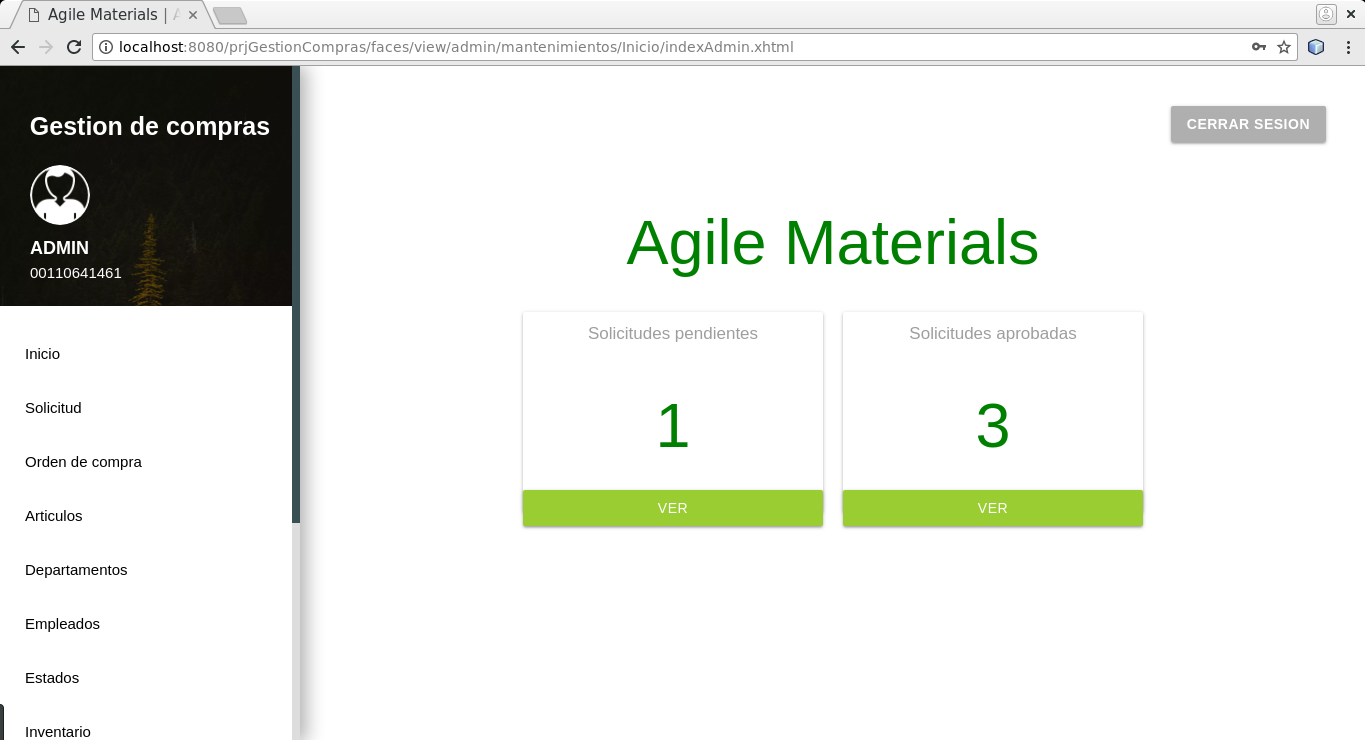 Agile Materials |
localhost:8080/prjGestionCompras/faces/view/admin/mantenimientos/Inicio/indexAdmin.xhtml
Gestion de compras
ADMIN
00110641461
Inicio
Solicitud
Orden de compra
Articulos
Departamentos
Empleados
Estados
Inventario
CERRAR SESION
Agile Materials
Solicitudes pendientes
1
VER
Solicitudes aprobadas
3
VER